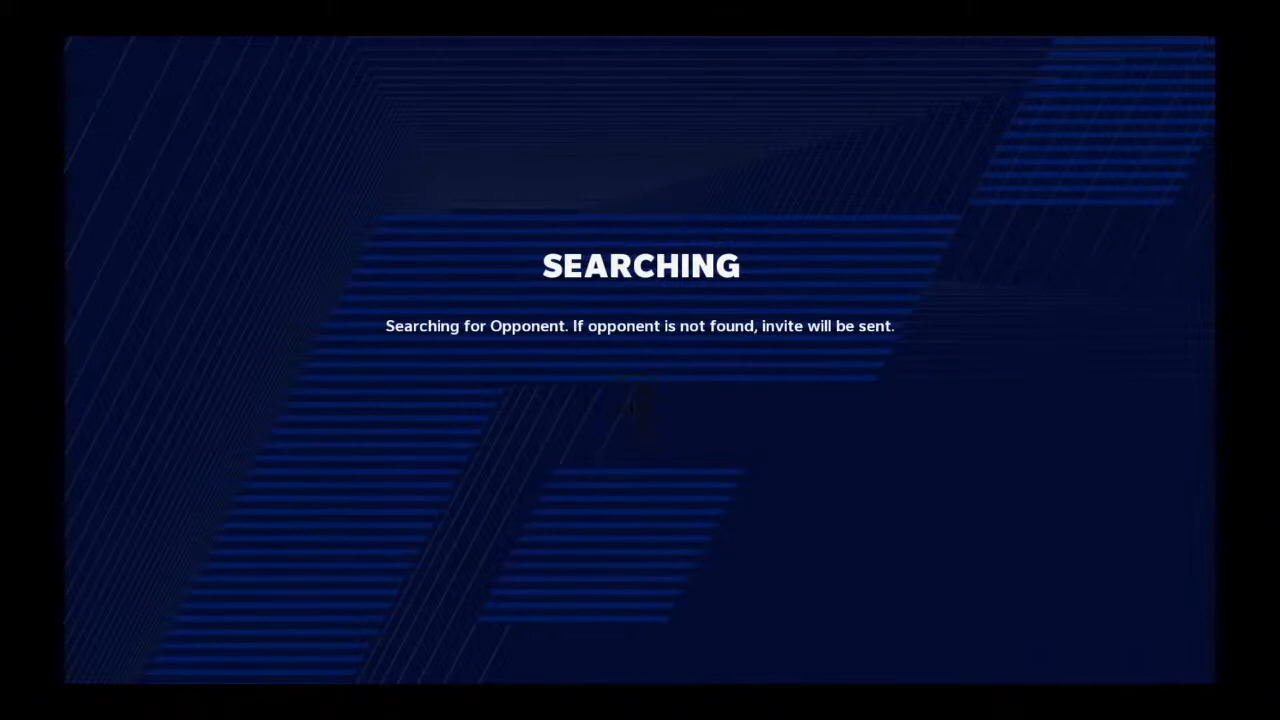 SEARCHING
Searching for Opponent. If opponent is not found, invite will be sent.